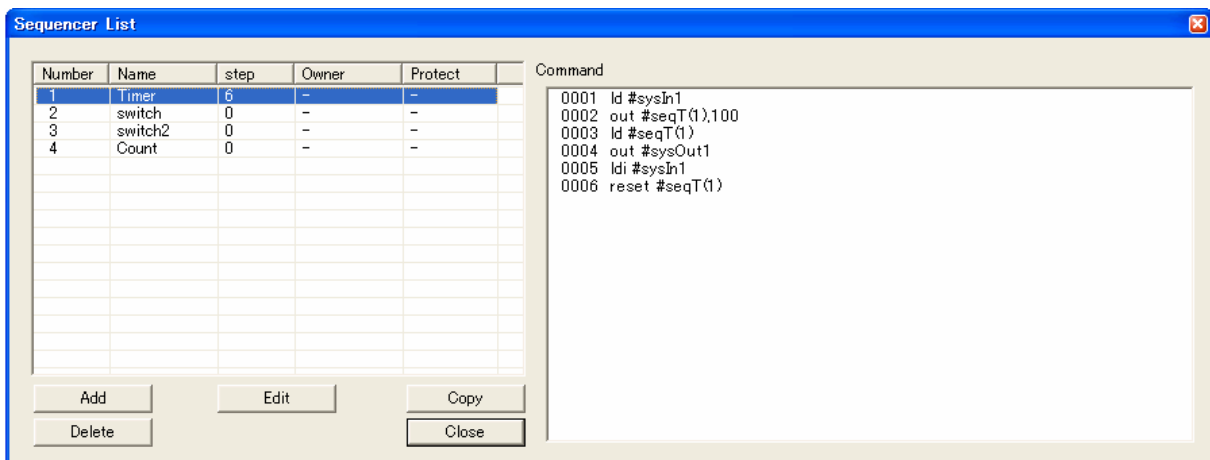 Sequencer List
Number Name step Owner Protect
1 Timer 6 - -
2 switch 0 - -
3 switch2 0 - -
4 Count 0 - -
Add Edit Copy
Delete Close
Command
0001 ld #sysIn1
0002 out #seqT(1),100
0003 ld #seqT(1)
0004 out #sysOut1
0005 ldi #sysIn1
0006 reset #seqT(1)